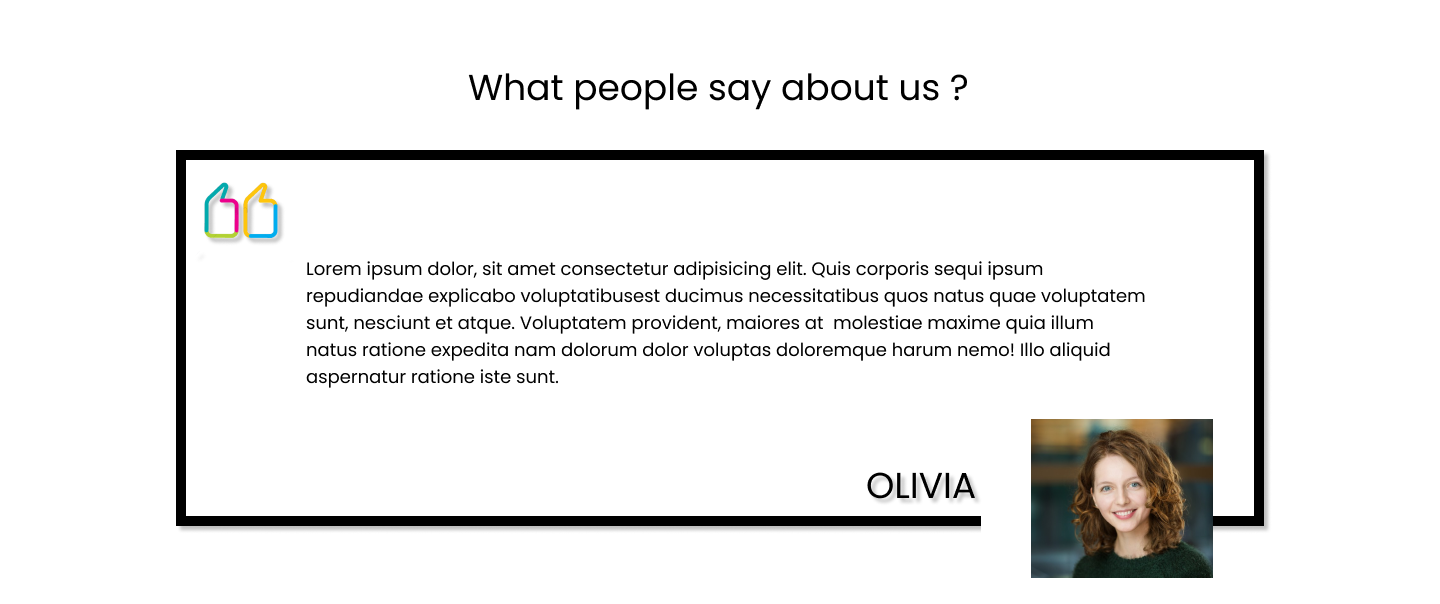 What people say about us ?
Lorem ipsum dolor, sit amet consectetur adipisicing elit. Quis corporis sequi ipsum
repudiandae explicabo voluptatibusest ducimus necessitatibus quos natus quae voluptatem
sunt, nesciunt et atque. Voluptatem provident, maiores at  molestiae maxime quia illum
natus ratione expedita nam dolorum dolor voluptas doloremque harum nemo! Illo aliquid
aspernatur ratione iste sunt.
OLIVIA